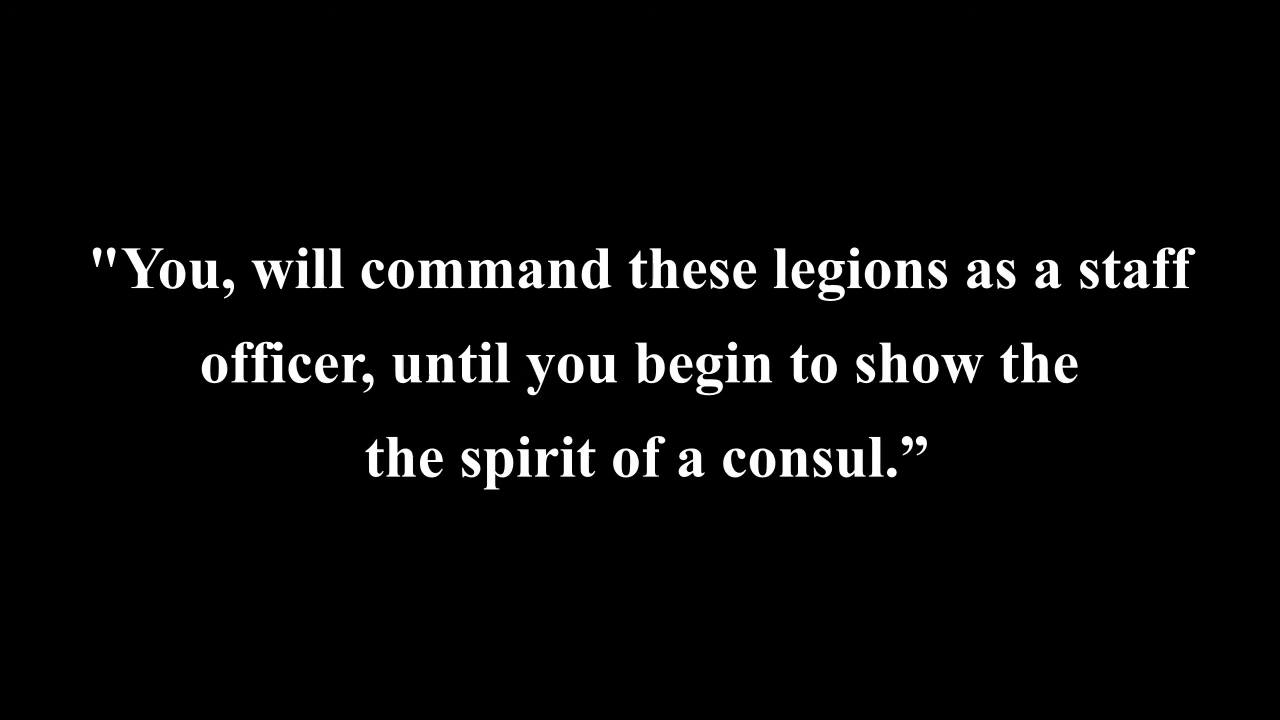 "You, will command these legions as a staff
officer, until you begin to show the
the spirit of a consul.”